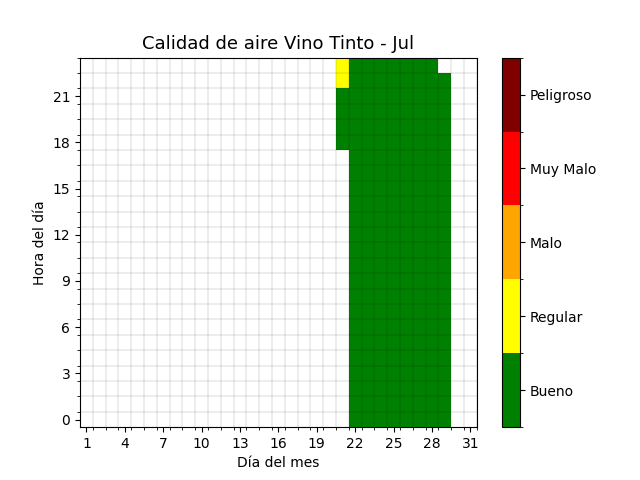 Calidad de aire Vino Tinto - Jul
Hora del día
21
18
15
12
9
6
3
0
1 4 7 10 13 16 19 22 25 28 31
Día del mes
Peligroso
Muy Malo
Malo
Regular
Bueno